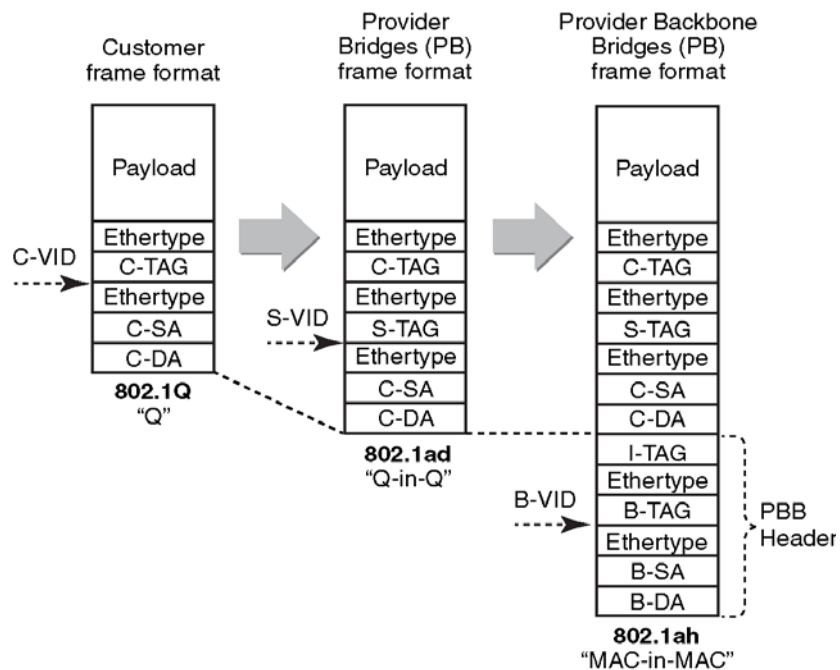 Customer
frame format
Provider
Bridges (PB)
frame format
Provider Backbone
Bridges (PB)
frame format
Payload
Ethertype
C-TAG
Ethertype
C-SA
C-DA
C-VID
802.1Q
“Q”
Payload
Ethertype
C-TAG
Ethertype
S-TAG
Ethertype
C-SA
C-DA
S-VID
802.1ad
“Q-in-Q”
Payload
Ethertype
C-TAG
Ethertype
S-TAG
Ethertype
C-SA
C-DA
I-TAG
Ethertype
B-TAG
Ethertype
B-SA
B-DA
B-VID
PBB
Header
802.1ah
“MAC-in-MAC”